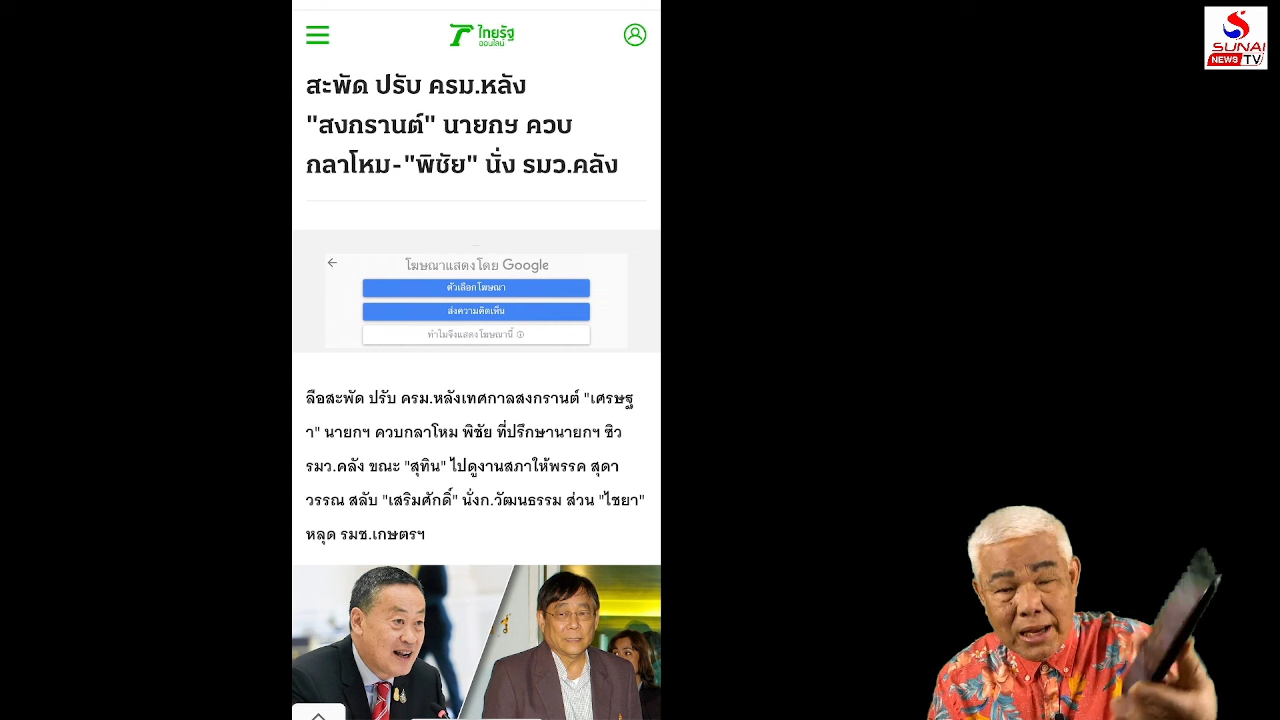 ไทยรัฐ
ออนไลน์
SUNAI
NEWS TV
สะพัด ปรับ ครม.หลัง
"สงกรานต์" นายกฯ ควบ
กลาโหม-"พิชัย" นั่ง รมว.คลัง
โฆษณาแสดงโดย Google
ตัวเลือกโฆษณา
ส่งความคิดเห็น
ทำไมจึงแสดงโฆษณานี้
ลือสะพัด ปรับ ครม.หลังเทศกาลสงกรานต์ "เศรษฐ
า" นายกฯ ควบกลาโหม พิชัย ที่ปรึกษานายกฯ ซิว
รมว.คลัง ขณะ "สุทิน" ไปดูงานสภาให้พรรค สุดา
วรรณ สลับ "เสริมศักดิ์" นั่งก.วัฒนธรรม ส่วน "ไชยา"
หลุด รมช.เกษตรฯ